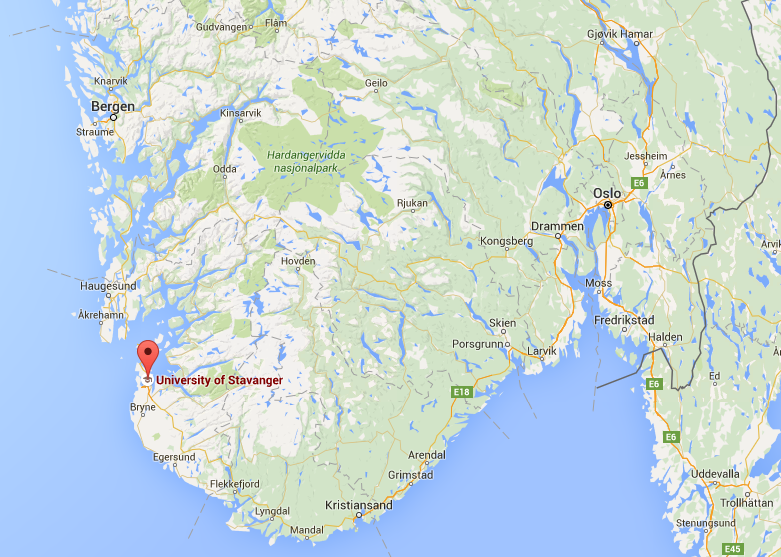 Gudvangen
Flåm
Gjøvik
Hamar
Knarvik
Geilo
Bergen
Straume
Kinsarvik
Hardangervidda
nasjonalpark
Odda
Jessheim
E6
Årnes
Rjukan
Oslo
Drammen
Kongsberg
Hovden
Haugesund
Moss
Åkrehamn
Skien
Fredrikstad
Porsgrunn
Larvik
Halden
University of Stavanger
E6
Ed
E18
Bryne
E6
Egersund
Arendal
Grimstad
Flekkefjord
Uddevalla
Lyngdal
Kristiansand
Trollhättan
Mandal
Stenungsund
E45